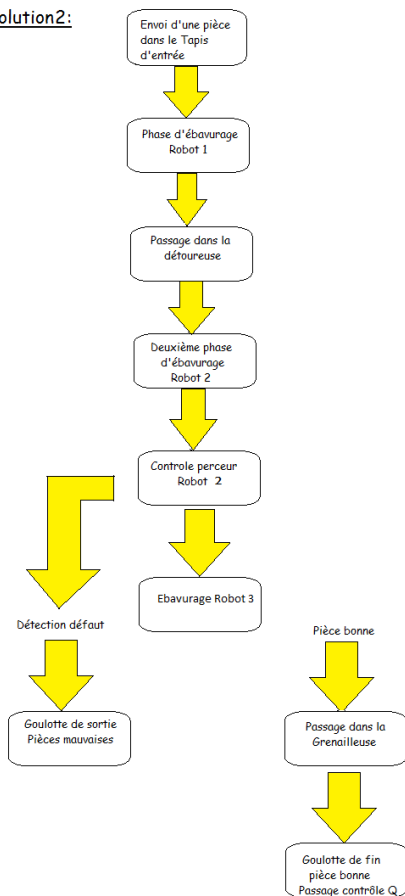 olution2:
Envoi d'une pièce
dans le Tapis
d'entrée
Phase d'ébavurage
Robot 1
Passage dans la
détoureuse
Deuxième phase
d'ébavurage
Robot 2
Controle perceur
Robot 2
Ebavurage Robot 3
Détection défaut
Pièce bonne
Goulotte de sortie
Pièces mauvaises
Passage dans la
Grenailleuse
Goulotte de fin
pièce bonne
Passage contrôle Q